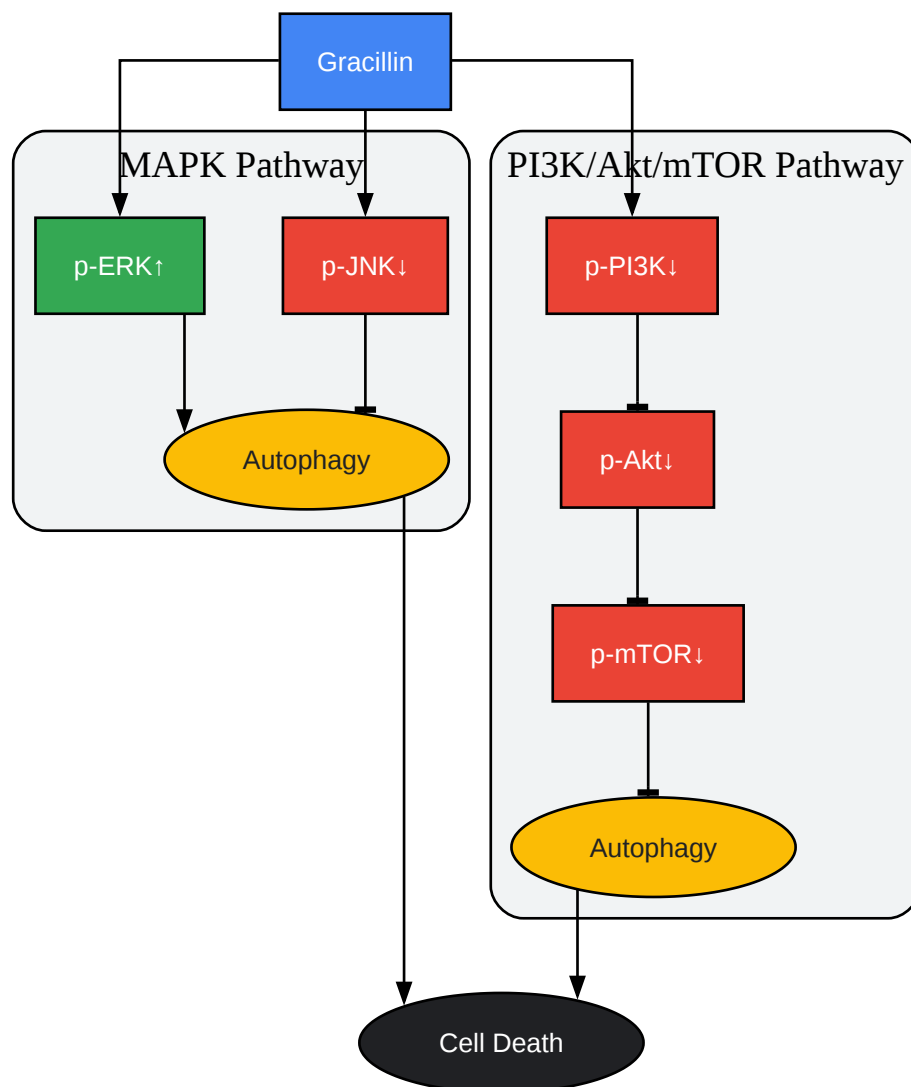 Gracillin
MAPK Pathway
PI3K/Akt/mTOR Pathway
p-ERK↑
p-JNK↓
p-PI3K↓
Autophagy
p-Akt↓
p-mTOR↓
Autophagy
Cell Death